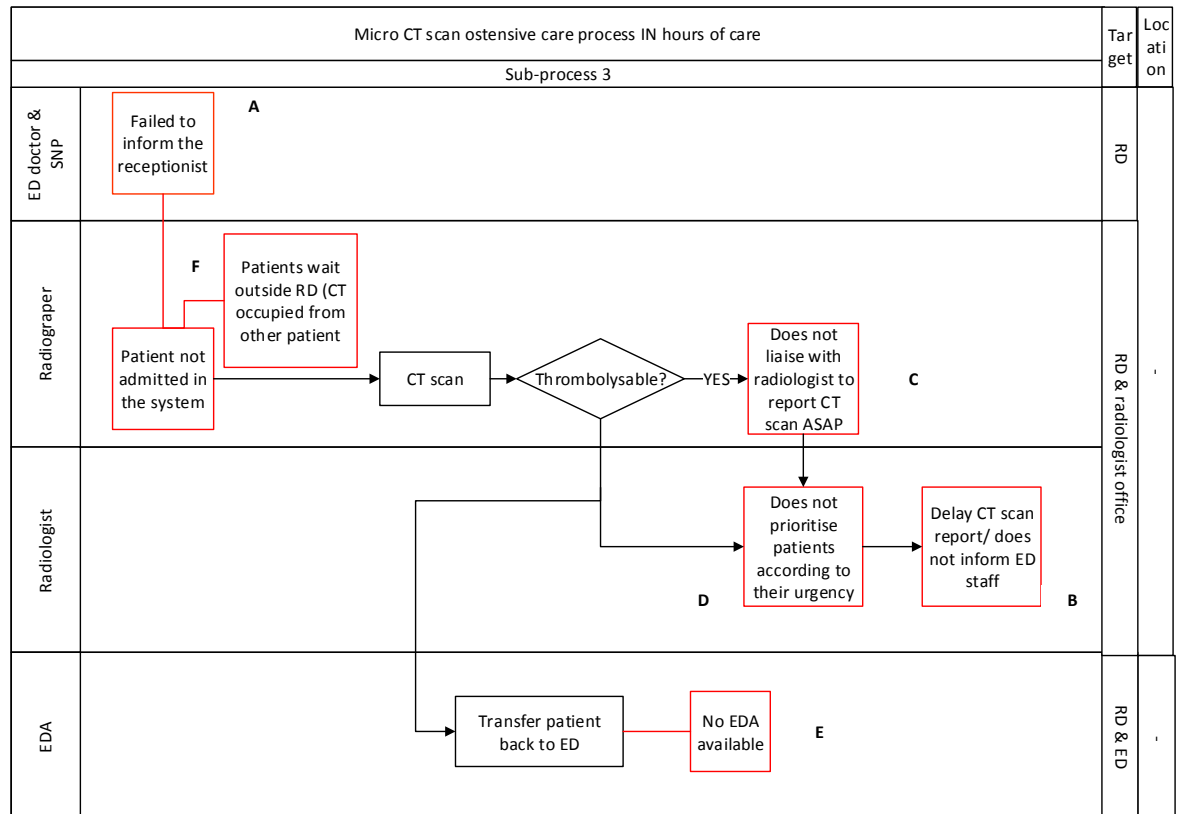 Micro CT scan ostensive care process IN hours of care
Tar
get
Loc
ati
on
Sub-process 3
ED doctor &
SNP
Failed to
inform the
receptionist
A
RD
Radiograper
F
Patients wait
outside RD (CT
occupied from
other patient
Patient not
admitted in
the system
CT scan
Thrombolysable?
YES
Does not
liaise with
radiologist to
report CT
scan ASAP
C
RD & radiologist office
-
Radiologist
Does not
prioritise
patients
according to
their urgency
D
Delay CT scan
report/ does
not inform ED
staff
B
EDA
Transfer patient
back to ED
No EDA
available
E
RD & ED
-